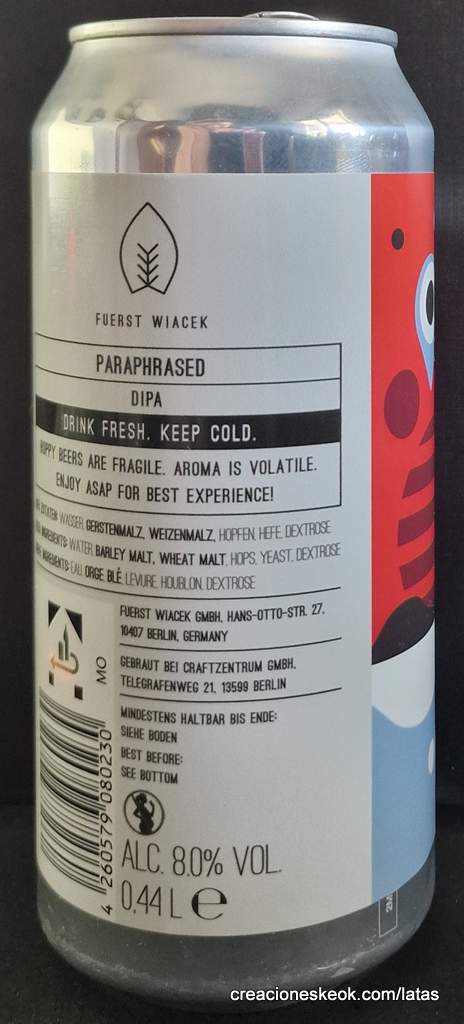 FUERST WIACEK
PARAPHRASED
DIPA
DRINK FRESH. KEEP COLD.
HOPPY BEERS ARE FRAGILE. AROMA IS VOLATILE.
ENJOY ASAP FOR BEST EXPERIENCE!
WASSER, GERSTENMALZ, WEIZENMALZ, HOPFEN, HEFE, DEXTROSE
INGREDIENTS: WATER, BARLEY MALT, WHEAT MALT, HOPS, YEAST, DEXTROSE
EAU, ORGE, BLÉ, LEVURE, HOUBLON, DEXTROSE
FUERST WIACEK GMBH, HANS-OTTO-STR. 27,
10407 BERLIN, GERMANY
GEBRAUT BEI CRAFTZENTRUM GMBH,
TELEGRAFENWEG 21, 13599 BERLIN
MO
MINDESTENS HALTBAR BIS ENDE:
SIEHE BODEN
BEST BEFORE:
SEE BOTTOM
4 260579 080230
ALC. 8.0% VOL.
0,44 L ℮
creacioneskeok.com/latas